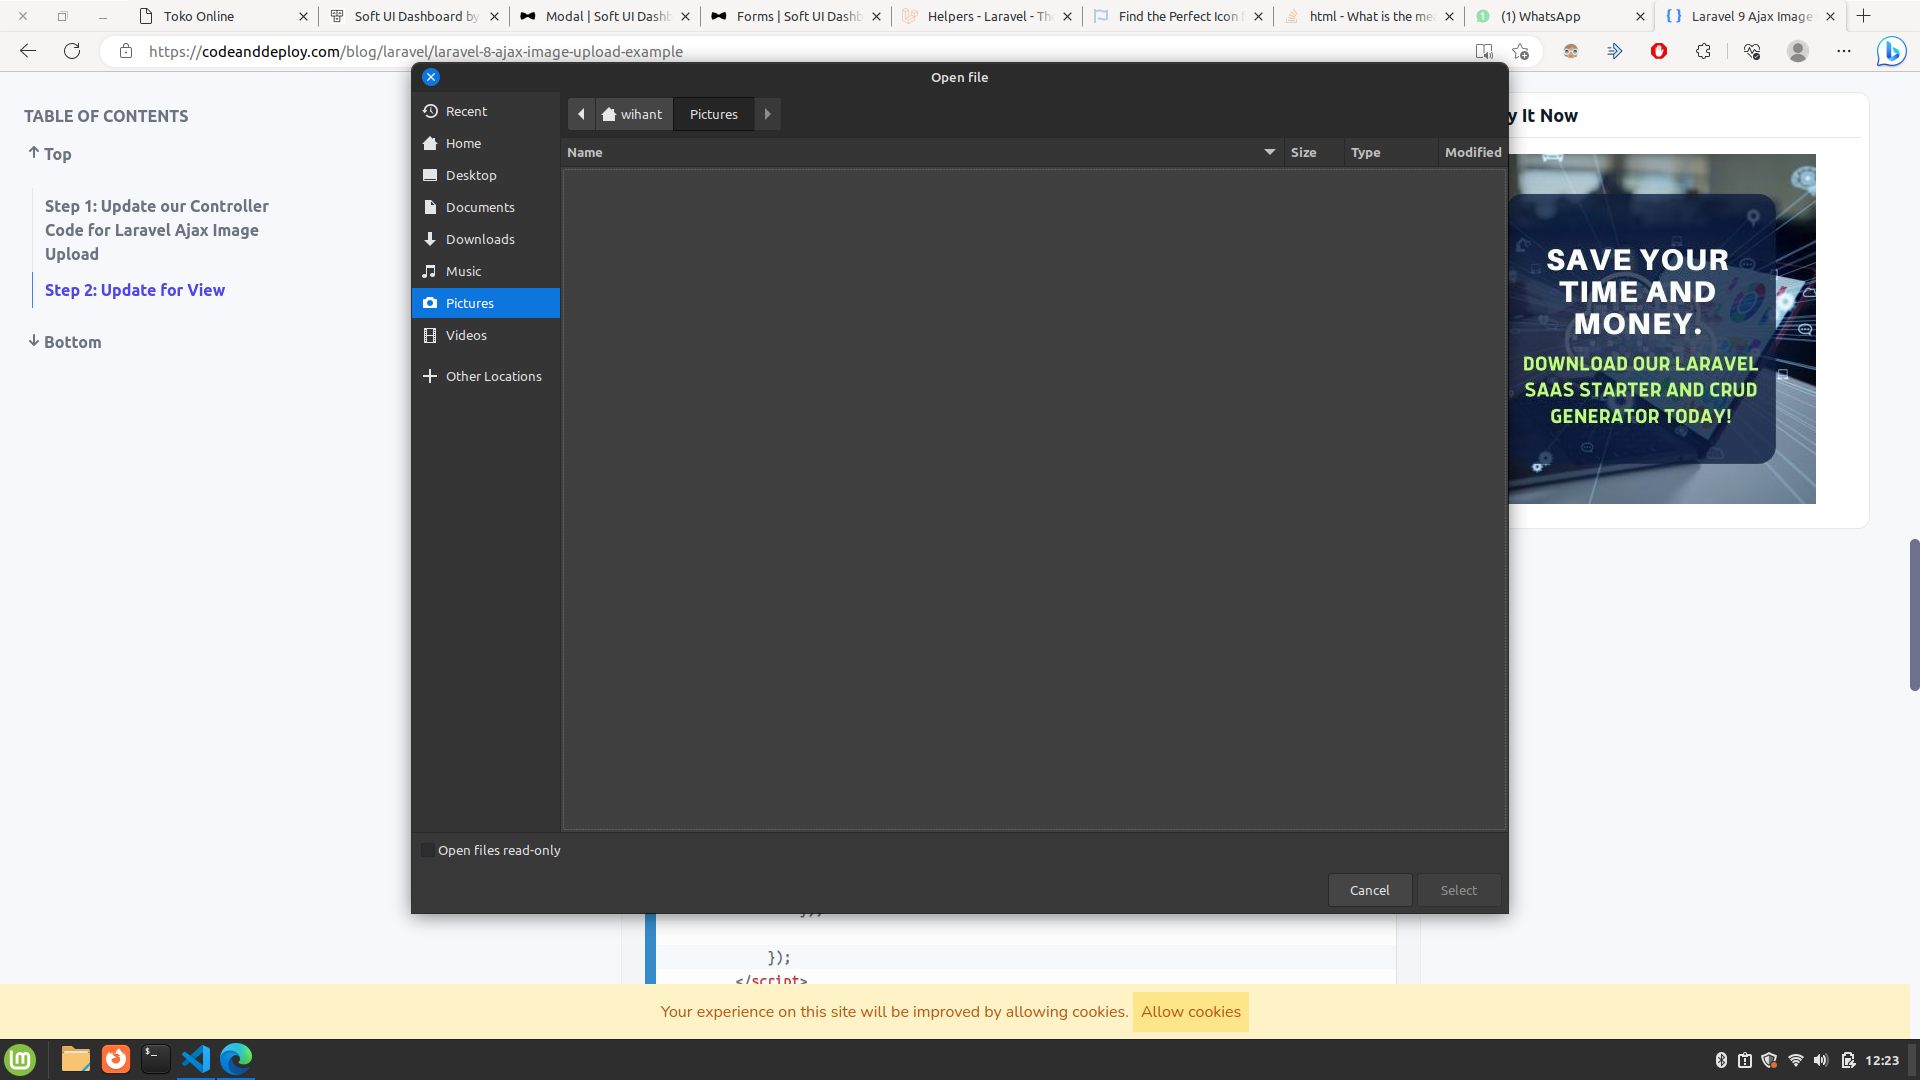 Toko Online
Soft UI Dashboard by
Modal | Soft UI Dashb
Forms | Soft UI Dashb
Helpers - Laravel - Th
Find the Perfect Icon
html - What is the me
(1) WhatsApp
Laravel 9 Ajax Image
https://codeanddeploy.com/blog/laravel/laravel-8-ajax-image-upload-example
TABLE OF CONTENTS
Top
Step 1: Update our Controller
Code for Laravel Ajax Image
Upload
Step 2: Update for View
Bottom
Open file
Recent
Home
Desktop
Documents
Downloads
Music
Pictures
Videos
Other Locations
wihant
Pictures
Name
Size
Type
Modified
Open files read-only
Cancel
Select
y It Now
SAVE YOUR
TIME AND
MONEY.
DOWNLOAD OUR LARAVEL
SAAS STARTER AND CRUD
GENERATOR TODAY!
});
</script>
Your experience on this site will be improved by allowing cookies.
Allow cookies
12:23